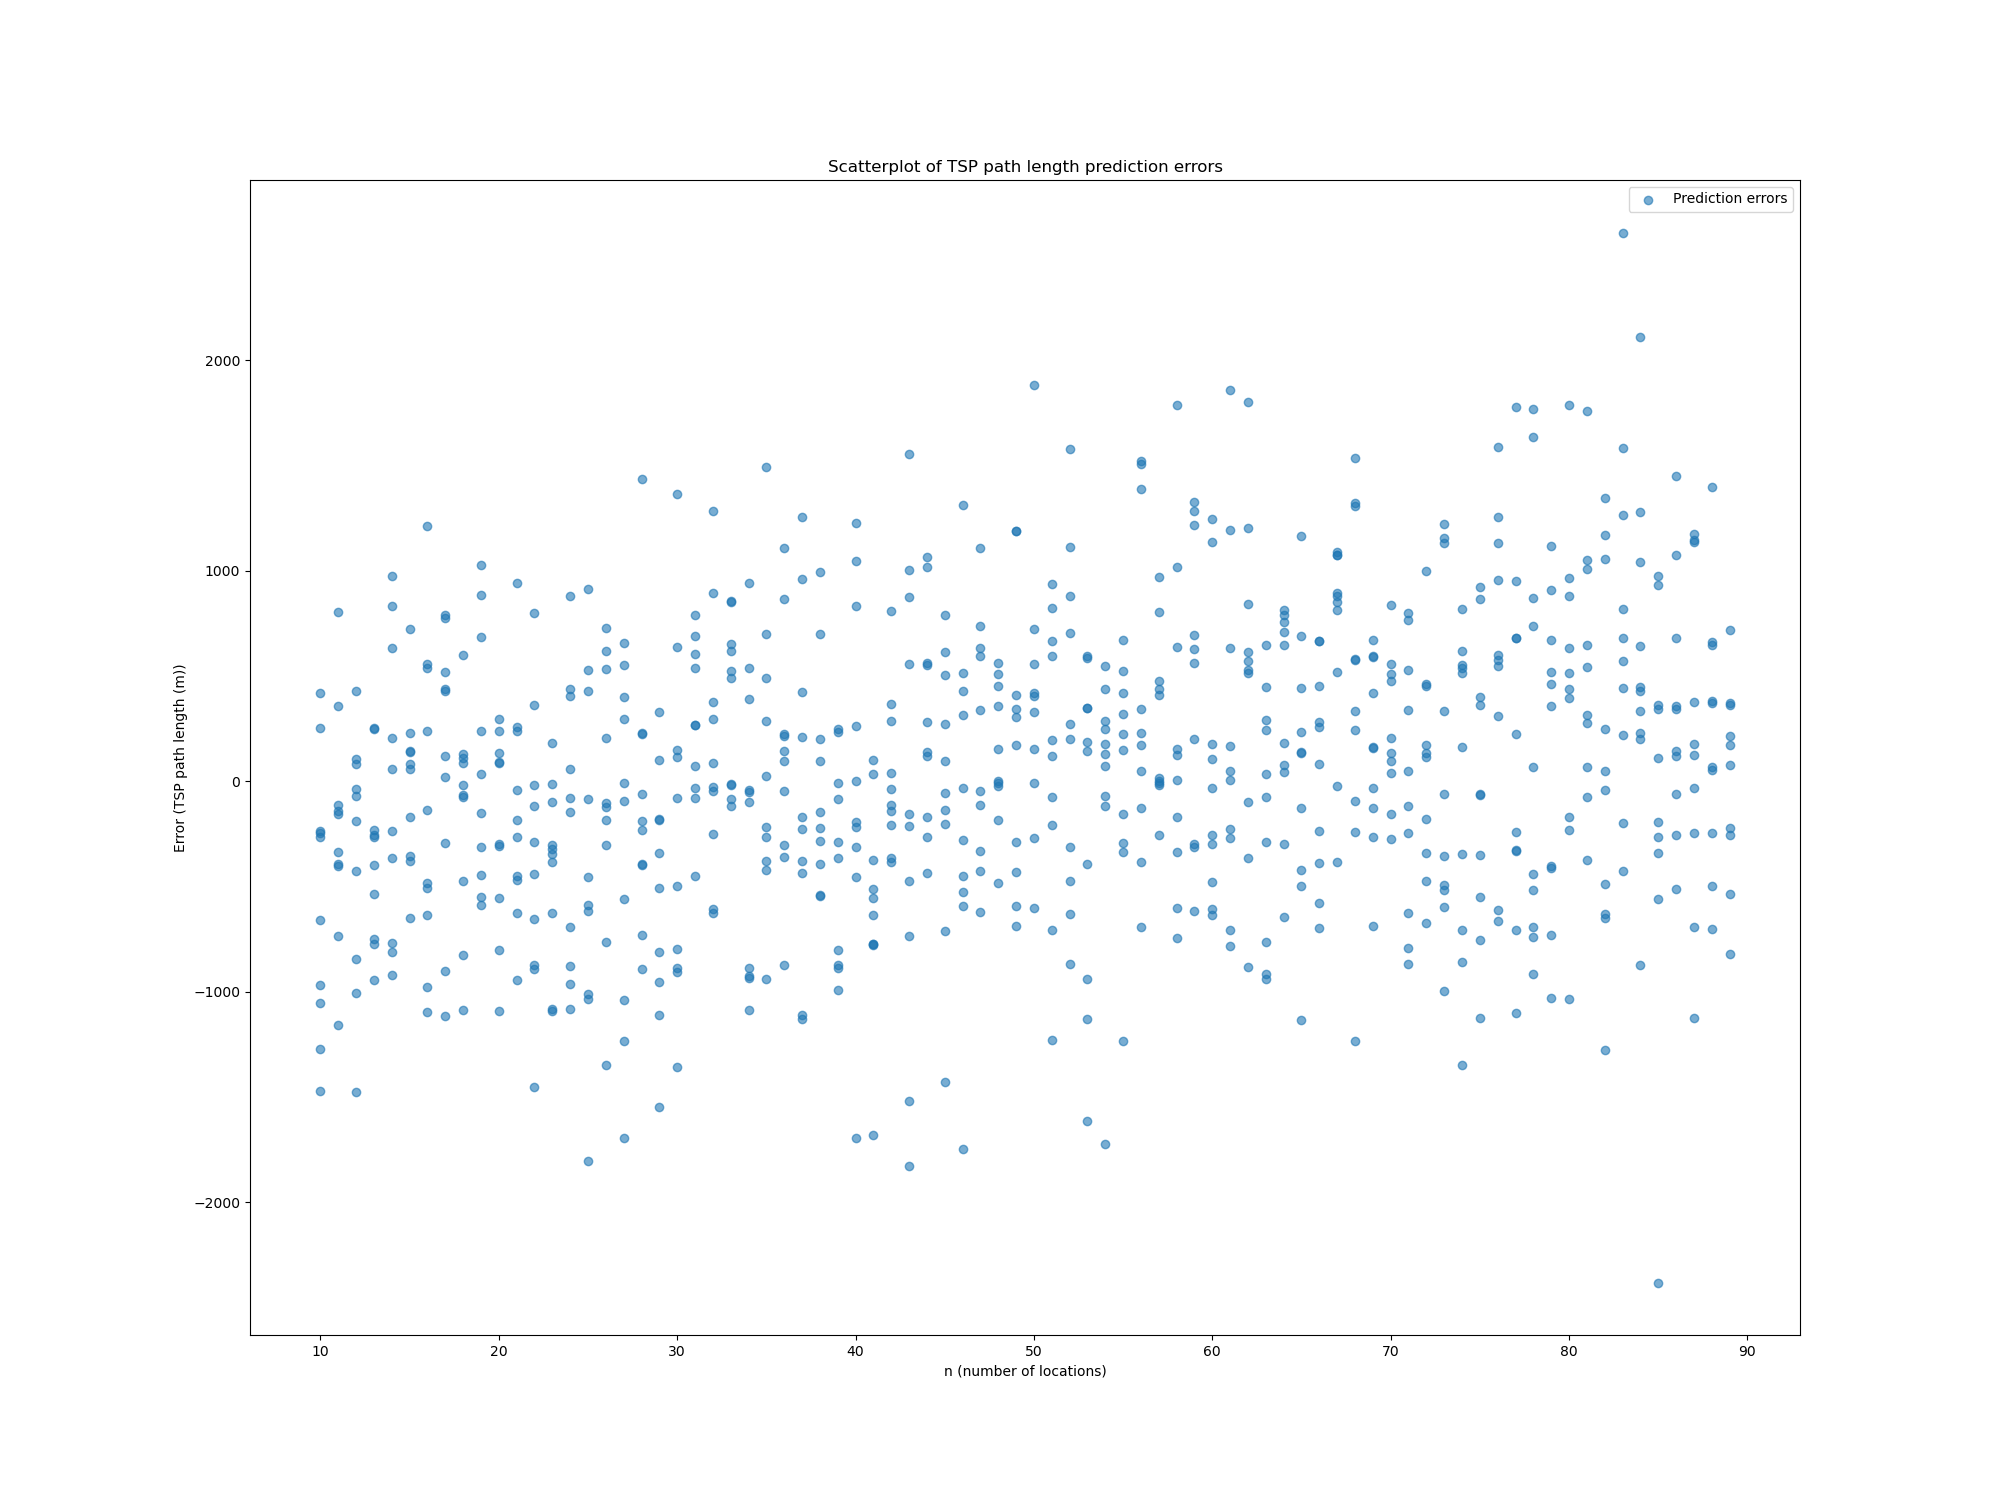 Scatterplot of TSP path length prediction errors
Prediction errors
2000
1000
0
−1000
−2000
Error (TSP path length (m))
10 20 30 40 50 60 70 80 90
n (number of locations)